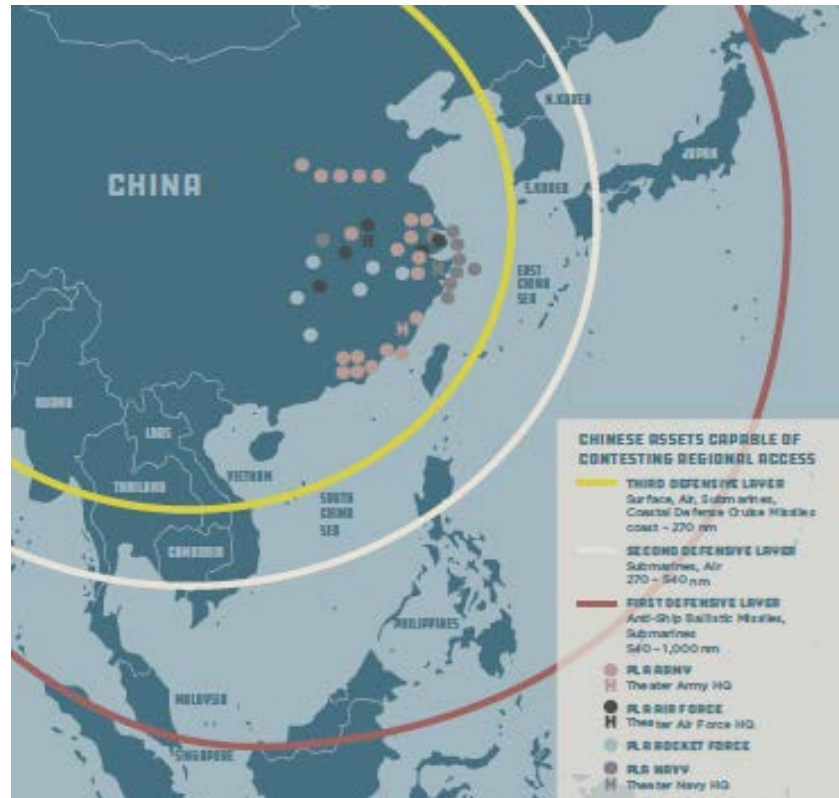 N.KOREA
JAPAN
CHINA
S.KOREA
EAST
CHINA
SEA
BURMA
LAOS
VIETNAM
THAILAND
SOUTH
CHINA
SEA
CAMBODIA
PHILIPPINES
MALAYSIA
SINGAPORE
CHINESE ASSETS CAPABLE OF
CONTESTING REGIONAL ACCESS
THIRD DEFENSIVE LAYER
Surface, Air, Submarines,
Coastal Defense Cruise Missiles
coast – 270 nm
SECOND DEFENSIVE LAYER
Submarines, Air
270 – 540 nm
FIRST DEFENSIVE LAYER
Anti-Ship Ballistic Missiles,
Submarines
540 – 1,000 nm
PLA ARMY
H Theater Army HQ
PLA AIR FORCE
H Theater Air Force HQ
PLA ROCKET FORCE
PLA NAVY
H Theater Navy HQ
H
H
H